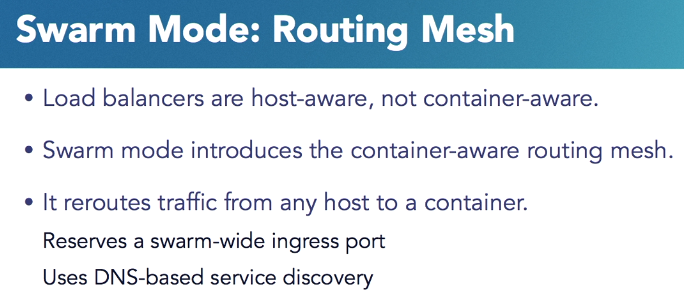 Swarm Mode: Routing Mesh
• Load balancers are host-aware, not container-aware.
• Swarm mode introduces the container-aware routing mesh.
• It reroutes traffic from any host to a container.
Reserves a swarm-wide ingress port
Uses DNS-based service discovery